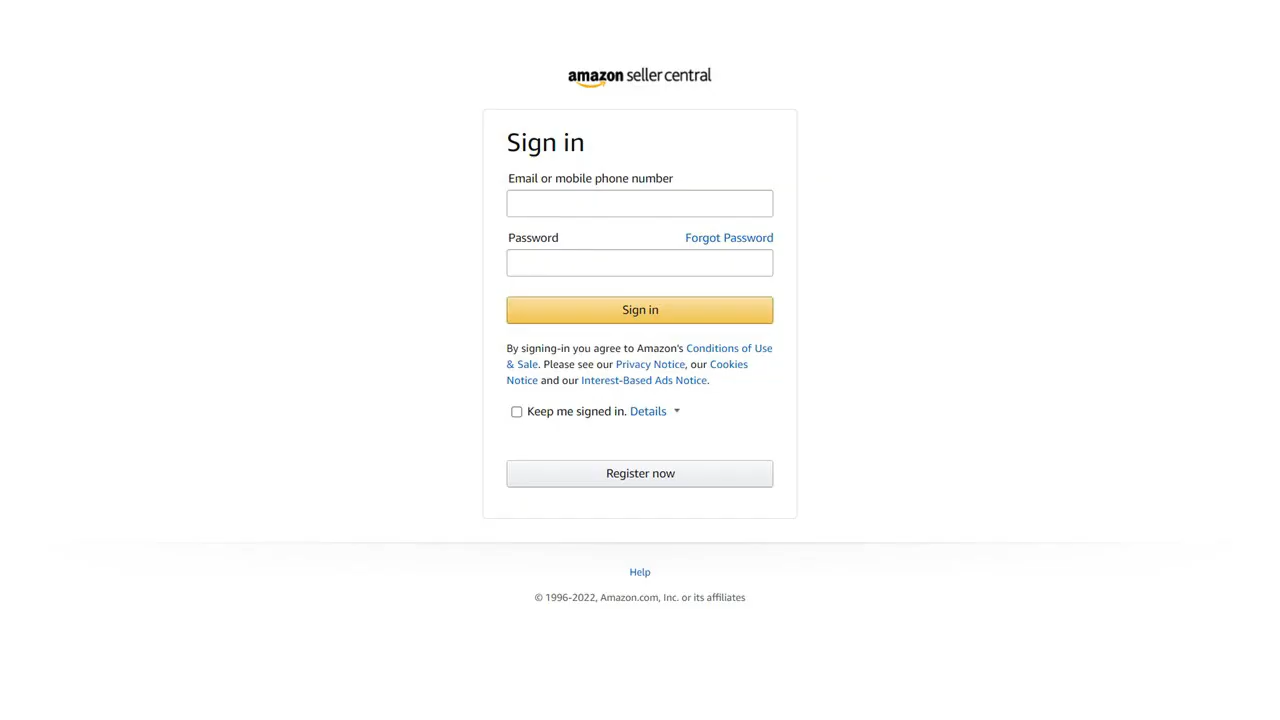 amazon seller central
Sign in
Email or mobile phone number
Password Forgot Password
Sign in
By signing-in you agree to Amazon's Conditions of Use
& Sale. Please see our Privacy Notice, our Cookies
Notice and our Interest-Based Ads Notice.
Keep me signed in. Details
Register now
Help
© 1996-2022, Amazon.com, Inc. or its affiliates